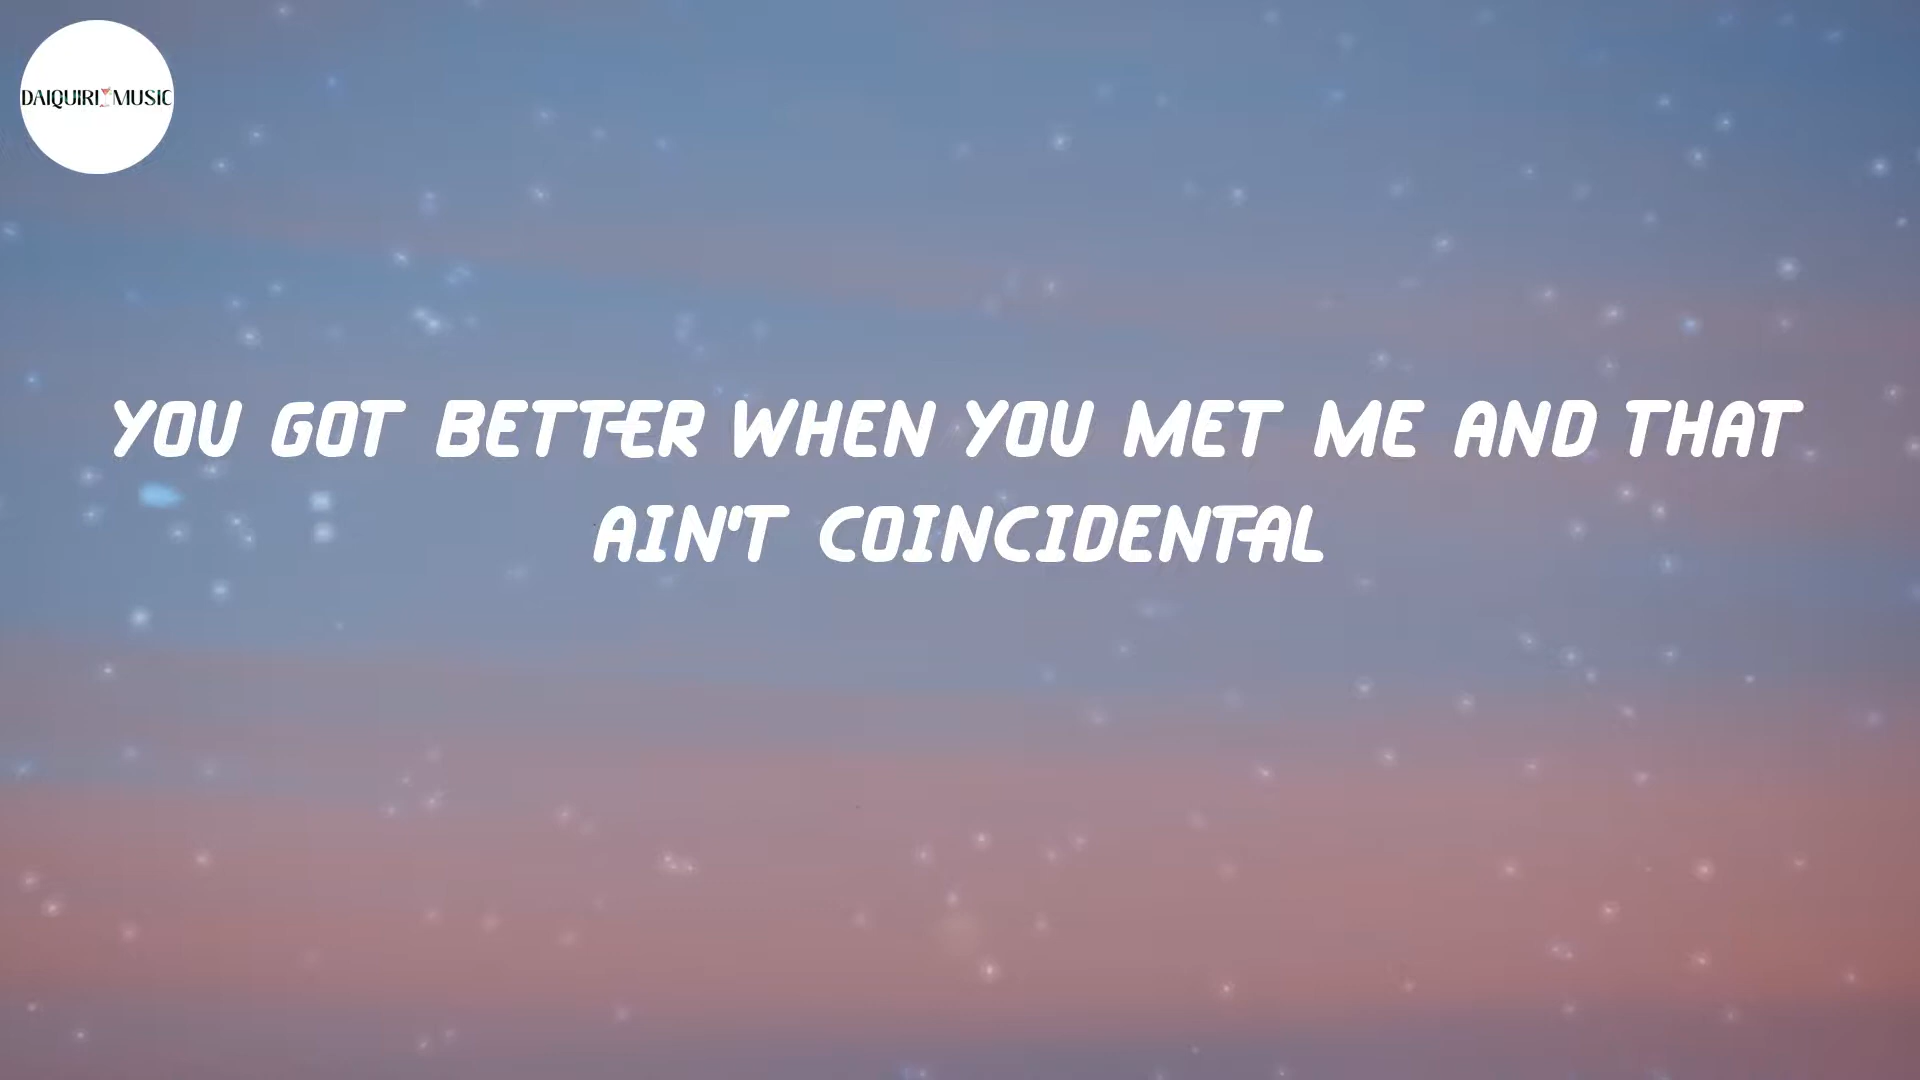 DAIQUIRI MUSIC
YOU GOT BETTER WHEN YOU MET ME AND THAT
AIN'T COINCIDENTAL